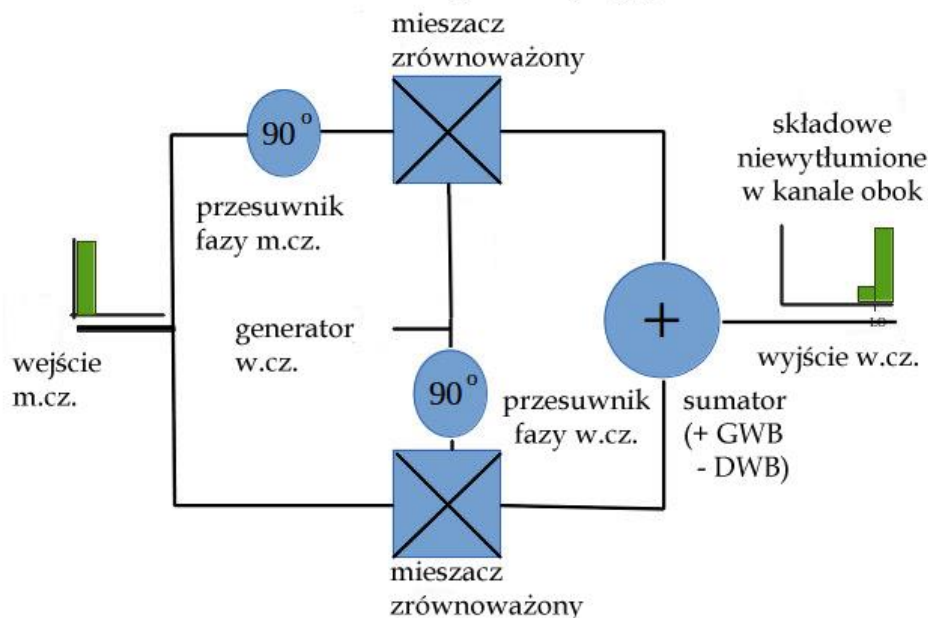 mieszacz
zrównoważony
90 o
przesuwnik
fazy m.cz.
składowe
niewytłumione
w kanale obok
wejście
m.cz.
generator
w.cz.
90 o
przesuwnik
fazy w.cz.
+
wyjście w.cz.
sumator
(+ GWB
- DWB)
mieszacz
zrównoważony